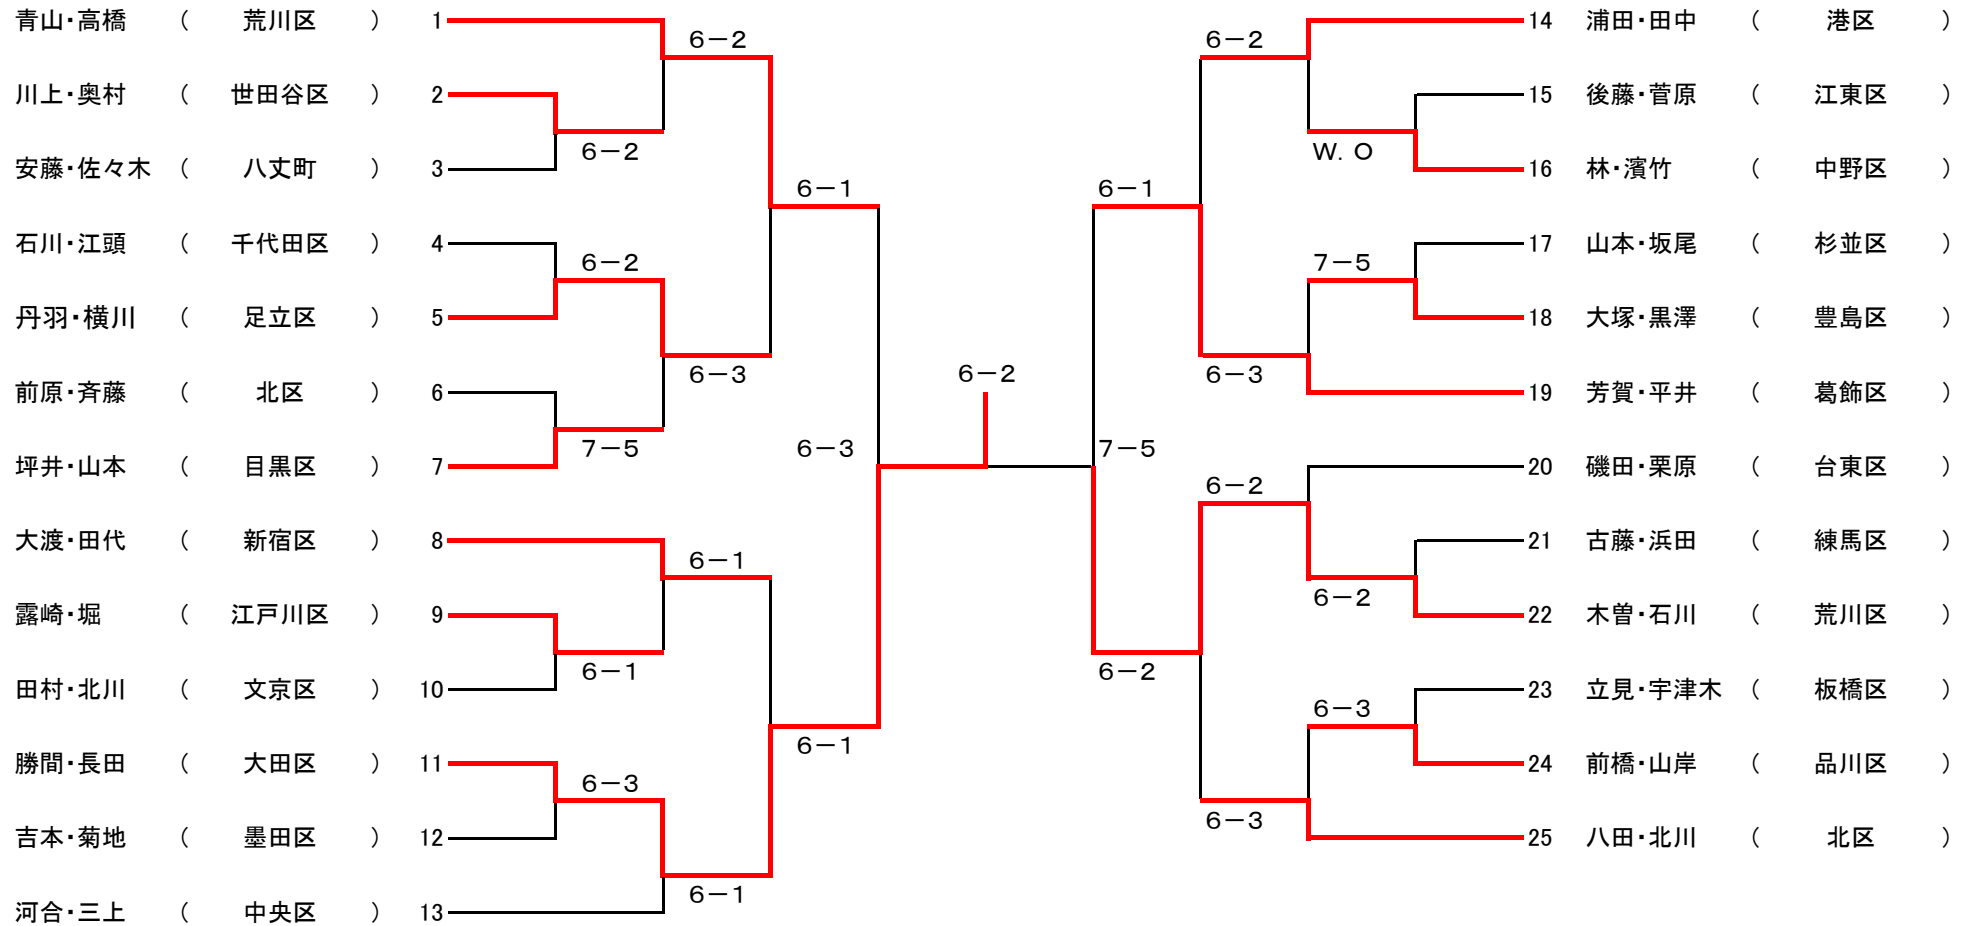 青山・高橋 ( 荒川区 ) 1
6−2
川上・奥村 ( 世田谷区 ) 2
6−2
安藤・佐々木 ( 八丈町 ) 3
6−1
石川・江頭 ( 千代田区 ) 4
6−2
丹羽・横川 ( 足立区 ) 5
6−3
前原・斉藤 ( 北区 ) 6
7−5
坪井・山本 ( 目黒区 ) 7
6−3
大渡・田代 ( 新宿区 ) 8
6−1
露崎・堀 ( 江戸川区 ) 9
6−1
田村・北川 ( 文京区 ) 10
6−1
勝間・長田 ( 大田区 ) 11
6−3
吉本・菊地 ( 墨田区 ) 12
6−1
河合・三上 ( 中央区 ) 13
6−2
14 浦田・田中 ( 港区 )
6−2
15 後藤・菅原 ( 江東区 )
W.O
16 林・濱竹 ( 中野区 )
6−1
17 山本・坂尾 ( 杉並区 )
7−5
18 大塚・黒澤 ( 豊島区 )
6−3
19 芳賀・平井 ( 葛飾区 )
7−5
20 磯田・栗原 ( 台東区 )
6−2
21 古藤・浜田 ( 練馬区 )
6−2
22 木曽・石川 ( 荒川区 )
6−2
23 立見・宇津木 ( 板橋区 )
6−3
24 前橋・山岸 ( 品川区 )
6−3
25 八田・北川 ( 北区 )